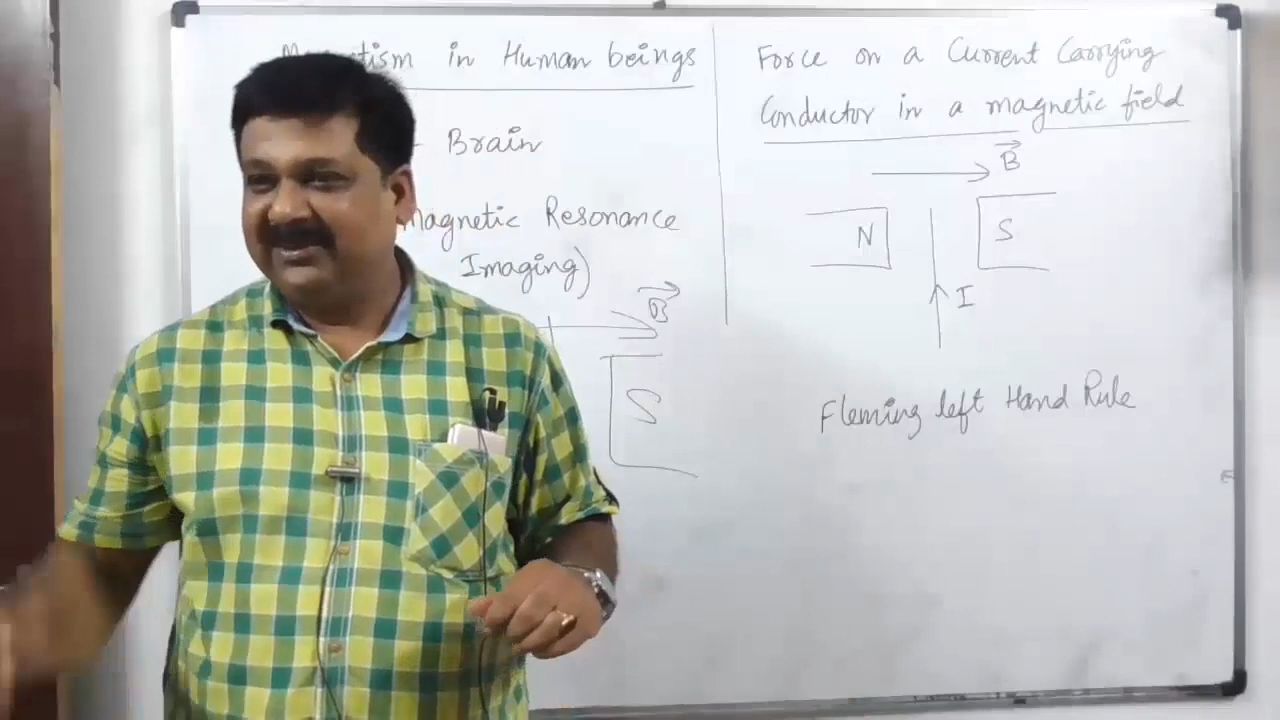 in Human beings
Brain
magnetic Resonance
Imaging)
B
S
Force on a Current Carrying
Conductor in a magnetic field
B
N
S
I
Fleming left Hand Rule